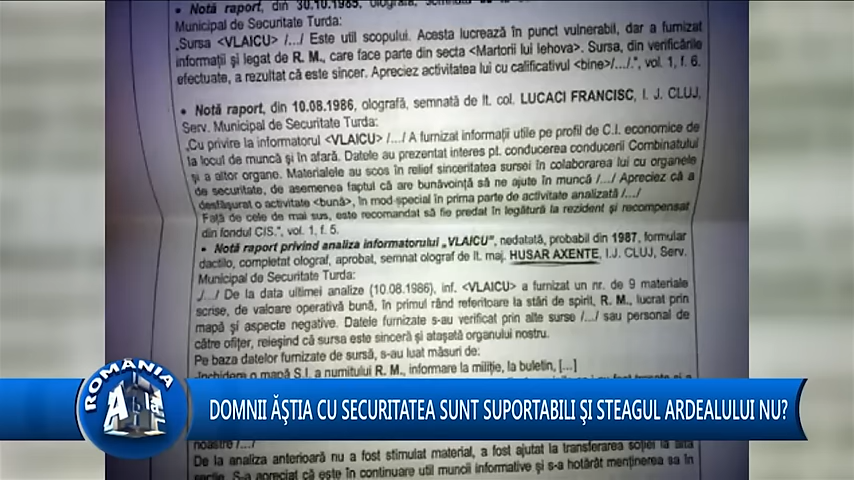 • Notă raport, din 30.10.1985, olografă,
Municipal de Securitate Turda:
„Sursa <VLAICU> /.../ Este util scopului. Acesta lucrează în punct vulnerabil, dar a furnizat
informații și legat de R. M., care face parte din secta <Martorii lui Iehova>. Sursa, din verificările
efectuate, a rezultat că este sincer. Apreciez activitatea lui cu calificativul <bine>/.../.", vol. 1, f. 6.
• Notă raport, din 10.08.1986, olografă, semnată de lt. col. LUCACI FRANCISC, I. J. CLUJ,
Serv. Municipal de Securitate Turda:
„Cu privire la informatorul <VLAICU> /.../ A furnizat informații utile pe profil de C.I. economice de
la locul de muncă și în afară. Datele au prezentat interes pt. conducerea conducerii Combinatului
și a altor organe. Materialele au scos în relief sinceritatea sursei în colaborarea lui cu organele
de securitate, de asemenea faptul că are bunăvoință să ne ajute în muncă /.../ Apreciez că a
desfășurat o activitate <bună>, în mod special în prima parte de activitate analizată /.../
Față de cele de mai sus, este recomandat să fie predat în legătură la rezident și recompensat
din fondul CIS.", vol. 1, f. 5.
• Notă raport privind analiza informatorului „VLAICU", nedatată, probabil din 1987, formular
dactilo, completat olograf, aprobat, semnat olograf de lt. maj. HUSAR AXENTE, I.J. CLUJ, Serv.
Municipal de Securitate Turda:
/.../ De la data ultimei analize (10.08.1986), inf. <VLAICU> a furnizat un nr. de 9 materiale
scrise, de valoare operativă bună, în primul rând referitoare la stări de spirit, R. M., lucrat prin
mapă și aspecte negative. Datele furnizate s-au verificat prin alte surse /.../ sau personal de
către ofițer, reieșind că sursa este sinceră și atașată organului nostru.
Pe baza datelor furnizate de sursă, s-au luat măsuri de:
-închidere o mapă S.I. a numitului R. M., informare la miliție, la buletin, [...]
ROMÂNIA
DOMNII ĂȘTIA CU SECURITATEA SUNT SUPORTABILI ȘI STEAGUL ARDEALULUI NU?
noastre /.../
De la analiza anterioară nu a fost stimulat material, a fost ajutat la transferarea soției la altă
secție. S-a apreciat că este în continuare util muncii informative și s-a hotărât menținerea sa în